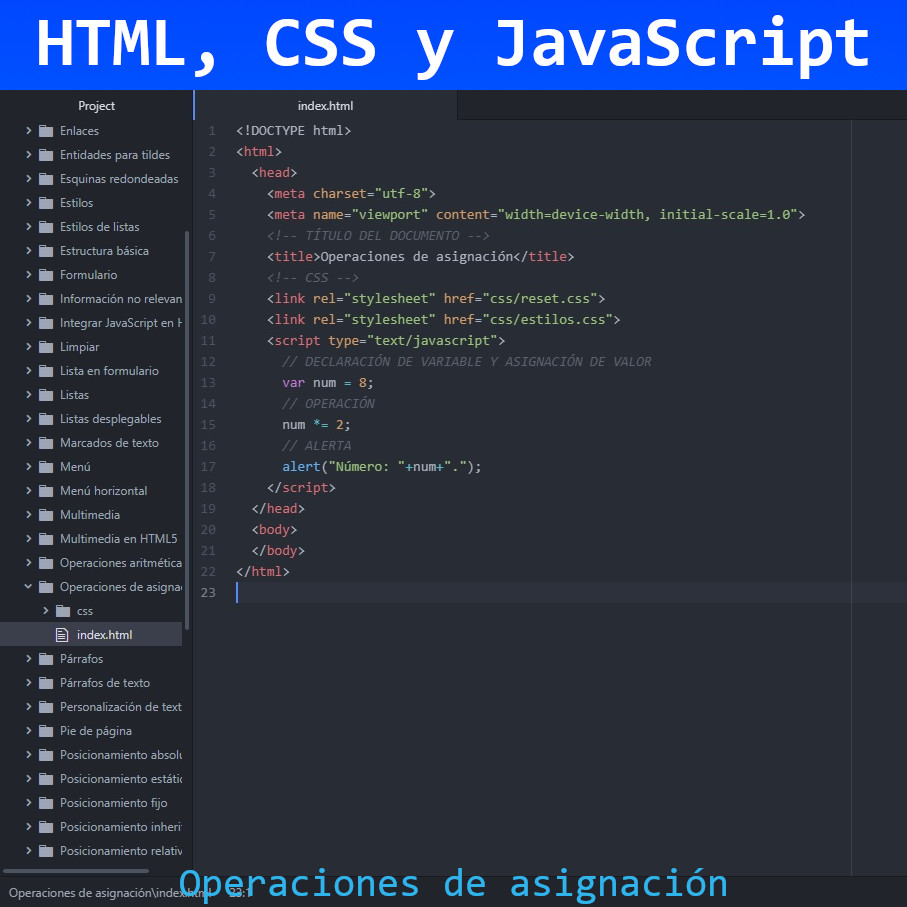 HTML, CSS y JavaScript
Project
Enlaces
Entidades para tildes
Esquinas redondeadas
Estilos
Estilos de listas
Estructura básica
Formulario
Información no relevan
Integrar JavaScript en H
Limpiar
Lista en formulario
Listas
Listas desplegables
Marcados de texto
Menú
Menú horizontal
Multimedia
Multimedia en HTML5
Operaciones aritmética
Operaciones de asigna
css
index.html
Párrafos
Párrafos de texto
Personalización de text
Pie de página
Posicionamiento absolu
Posicionamiento estátic
Posicionamiento fijo
Posicionamiento inheri
Posicionamiento relativ
index.html
1 <!DOCTYPE html>
2 <html>
3 <head>
4 <meta charset="utf-8">
5 <meta name="viewport" content="width=device-width, initial-scale=1.0">
6 <!-- TÍTULO DEL DOCUMENTO -->
7 <title>Operaciones de asignación</title>
8 <!-- CSS -->
9 <link rel="stylesheet" href="css/reset.css">
10 <link rel="stylesheet" href="css/estilos.css">
11 <script type="text/javascript">
12 // DECLARACIÓN DE VARIABLE Y ASIGNACIÓN DE VALOR
13 var num = 8;
14 // OPERACIÓN
15 num *= 2;
16 // ALERTA
17 alert("Número: "+num+".");
18 </script>
19 </head>
20 <body>
21 </body>
22 </html>
23
Operaciones de asignación\index.html 23:1
Operaciones de asignación